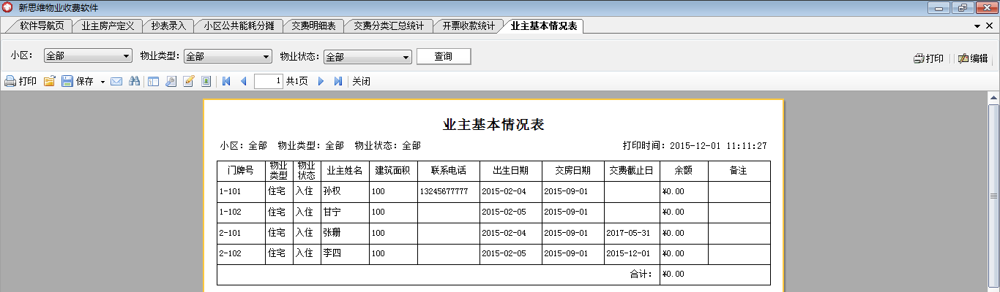 新思维物业收费软件
软件导航页 业主房产定义 抄表录入 小区公共能耗分摊 交费明细表 交费分类汇总统计 开票收款统计 业主基本情况表
小区： 全部 物业类型: 全部 物业状态: 全部 查询 打印 编辑
打印 保存 1 共1页 关闭
业主基本情况表
小区：全部 物业类型：全部 物业状态：全部 打印时间：2015-12-01 11:11:27
门牌号 物业类型 物业状态 业主姓名 建筑面积 联系电话 出生日期 交房日期 交费截止日 余额 备注
1-101 住宅 入住 孙权 100 13245677777 2015-02-04 2015-09-01 ¥0.00
1-102 住宅 入住 甘宁 100 2015-02-05 2015-09-01 ¥0.00
2-101 住宅 入住 张珊 100 2015-02-04 2015-09-01 2017-05-31 ¥0.00
2-102 住宅 入住 李四 100 2015-02-05 2015-09-01 2015-12-01 ¥0.00
合计： ¥0.00